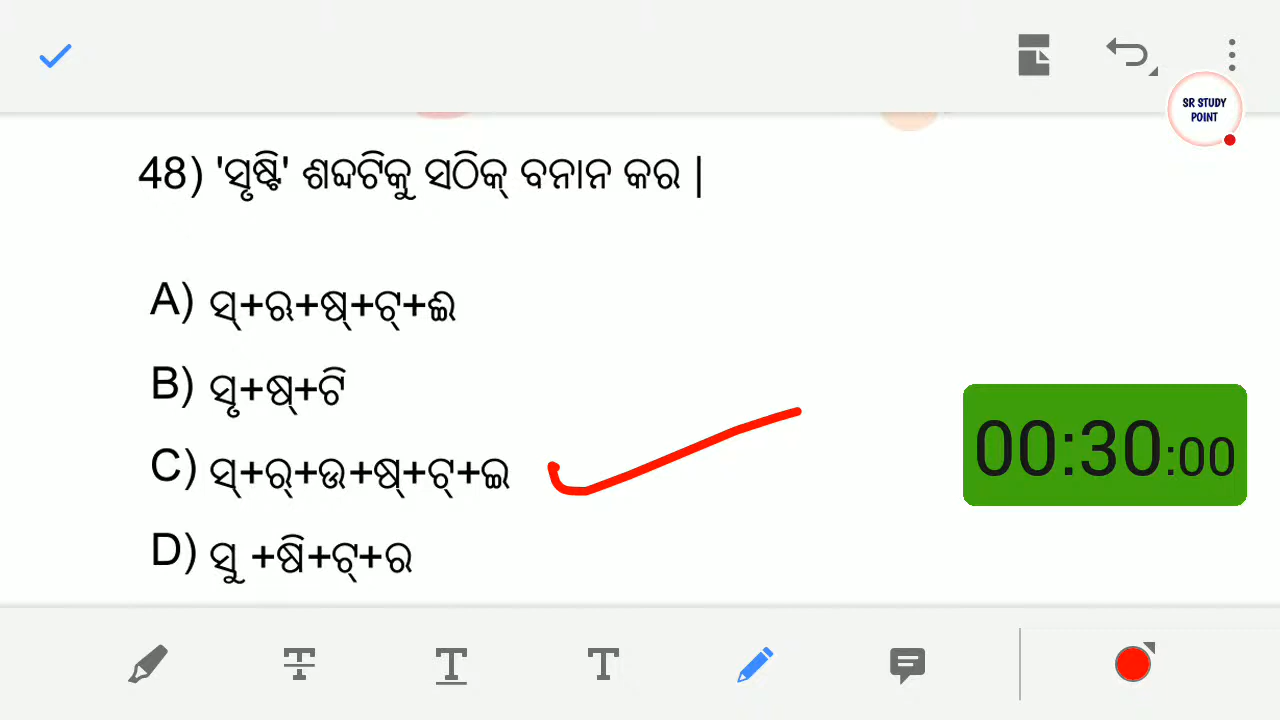 SR STUDY
POINT
48) 'ସୃଷ୍ଟି' ଶବ୍ଦଟିକୁ ସଠିକ୍ ବନାନ କର |
A) ସ୍+ଋ+ଷ୍+ଟ୍+ଈ
B) ସୃ+ଷ୍+ଟି
C) ସ୍+ର୍+ଉ+ଷ୍+ଟ୍+ଇ
D) ସୁ +ଷି+ଟ୍+ର
00:30:00